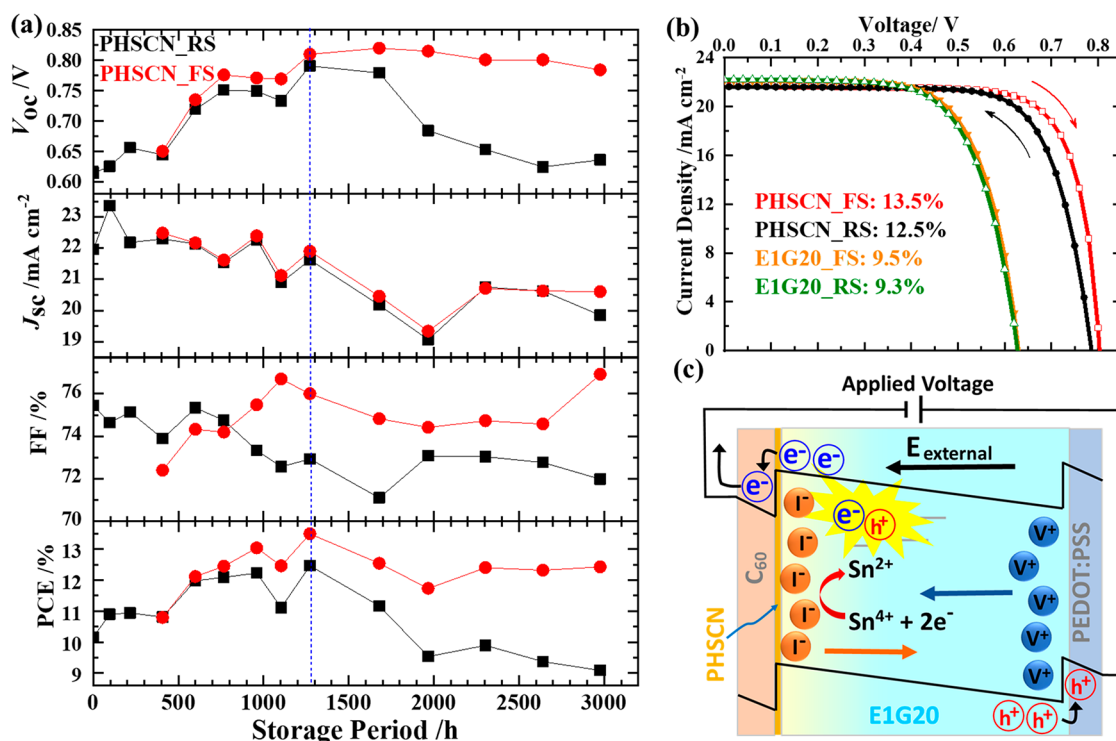 (a)
0.85
0.80
0.75
0.70
0.65
0.60
Voc /V
PHSCN_RS
PHSCN_FS
23
22
21
20
19
Jsc /mA cm⁻²
76
74
72
70
FF /%
13
12
11
10
9
PCE /%
0 500 1000 1500 2000 2500 3000
Storage Period /h
(b)
Voltage/ V
0.0 0.1 0.2 0.3 0.4 0.5 0.6 0.7 0.8
24
20
16
12
8
4
0
Current Density /mA cm⁻²
PHSCN_FS: 13.5%
PHSCN_RS: 12.5%
E1G20_FS: 9.5%
E1G20_RS: 9.3%
(c)
Applied Voltage
E external
e⁻ e⁻
e⁻
e⁻ h⁺
I⁻
I⁻
I⁻
I⁻
I⁻
Sn²⁺
Sn⁴⁺ + 2e⁻
V⁺
V⁺
V⁺
V⁺
V⁺
C₆₀
PHSCN
PEDOT:PSS
h⁺
h⁺ h⁺
E1G20